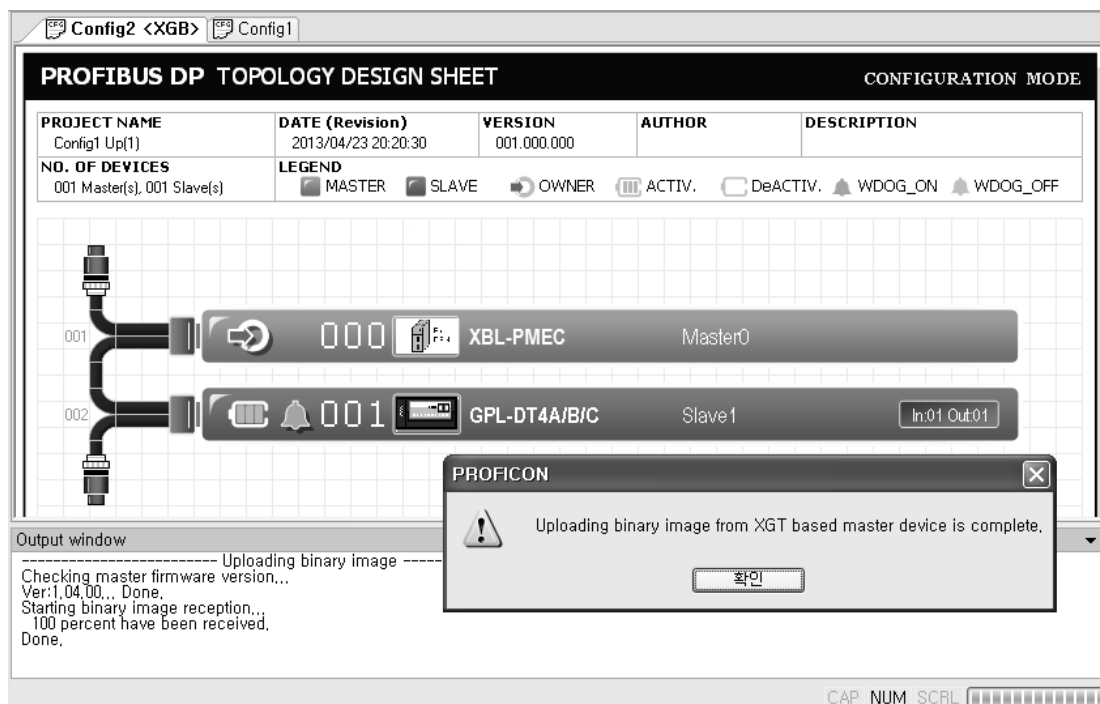 Config2 <XGB> Config1
PROFIBUS DP TOPOLOGY DESIGN SHEET CONFIGURATION MODE
PROJECT NAME DATE (Revision) VERSION AUTHOR DESCRIPTION
Config1 Up(1) 2013/04/23 20:20:30 001.000.000
NO. OF DEVICES LEGEND
001 Master(s), 001 Slave(s) MASTER SLAVE OWNER ACTIV. DeACTIV. WDOG_ON WDOG_OFF
001 000 XBL-PMEC Master0
002 001 GPL-DT4A/B/C Slave1 In:01 Out:01
PROFICON
Uploading binary image from XGT based master device is complete.
확인
Output window
------------------------- Uploading binary image -----
Checking master firmware version...
Ver:1.04.00... Done.
Starting binary image reception...
100 percent have been received.
Done.
CAP NUM SCRL